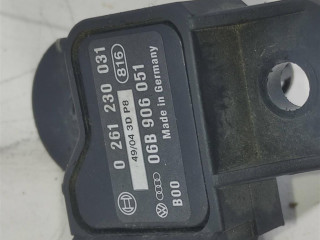 0 261 230 031
49/04 3D P8 816
06B 906 051
Made in Germany
B00